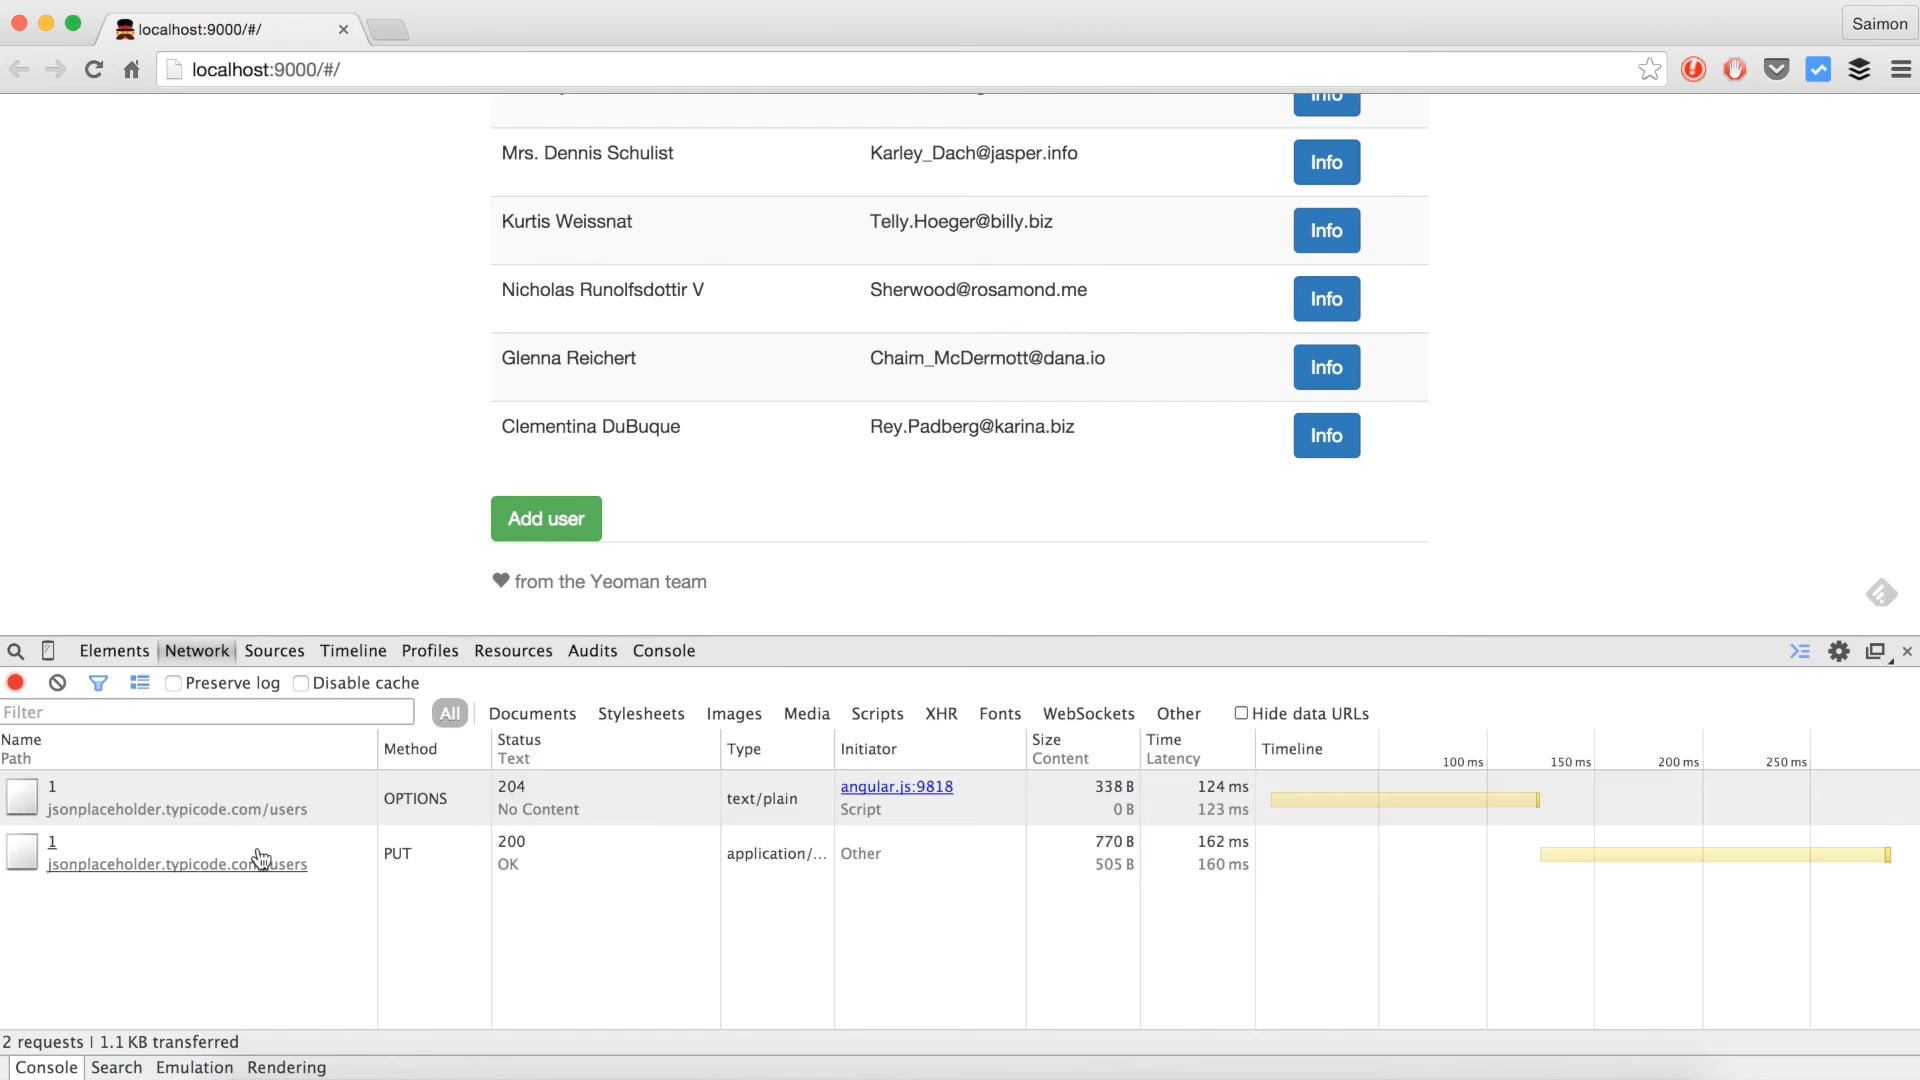 localhost:9000/#/
Saimon
localhost:9000/#/
Info
Mrs. Dennis Schulist Karley_Dach@jasper.info Info
Kurtis Weissnat Telly.Hoeger@billy.biz Info
Nicholas Runolfsdottir V Sherwood@rosamond.me Info
Glenna Reichert Chaim_McDermott@dana.io Info
Clementina DuBuque Rey.Padberg@karina.biz Info
Add user
from the Yeoman team
Elements Network Sources Timeline Profiles Resources Audits Console
Preserve log Disable cache
Filter All Documents Stylesheets Images Media Scripts XHR Fonts WebSockets Other Hide data URLs
Name Method Status Type Initiator Size Time Timeline
Path Text Content Latency 100 ms 150 ms 200 ms 250 ms
1 OPTIONS 204 text/plain angular.js:9818 338 B 124 ms
jsonplaceholder.typicode.com/users No Content Script 0 B 123 ms
1 PUT 200 application/... Other 770 B 162 ms
jsonplaceholder.typicode.com/users OK 505 B 160 ms
2 requests | 1.1 KB transferred
Console Search Emulation Rendering